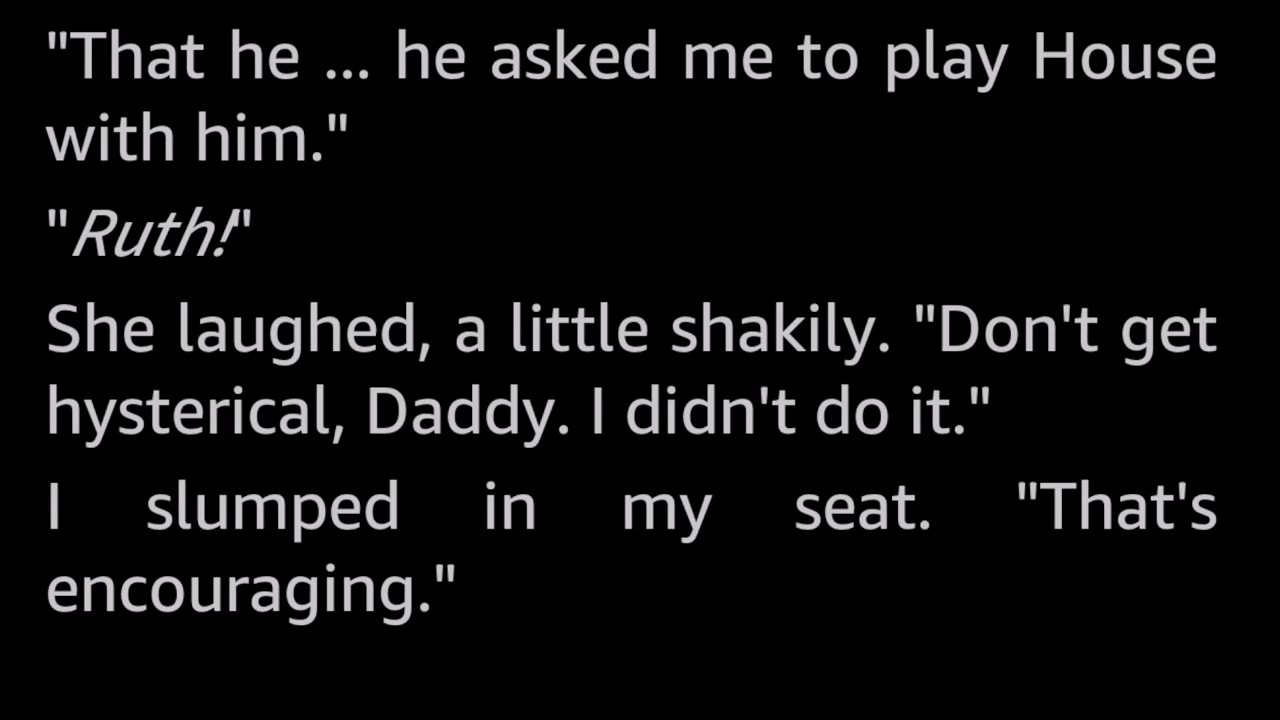 "That he ... he asked me to play House
with him."
"Ruth!"
She laughed, a little shakily. "Don't get
hysterical, Daddy. I didn't do it."
I slumped in my seat. "That's
encouraging."